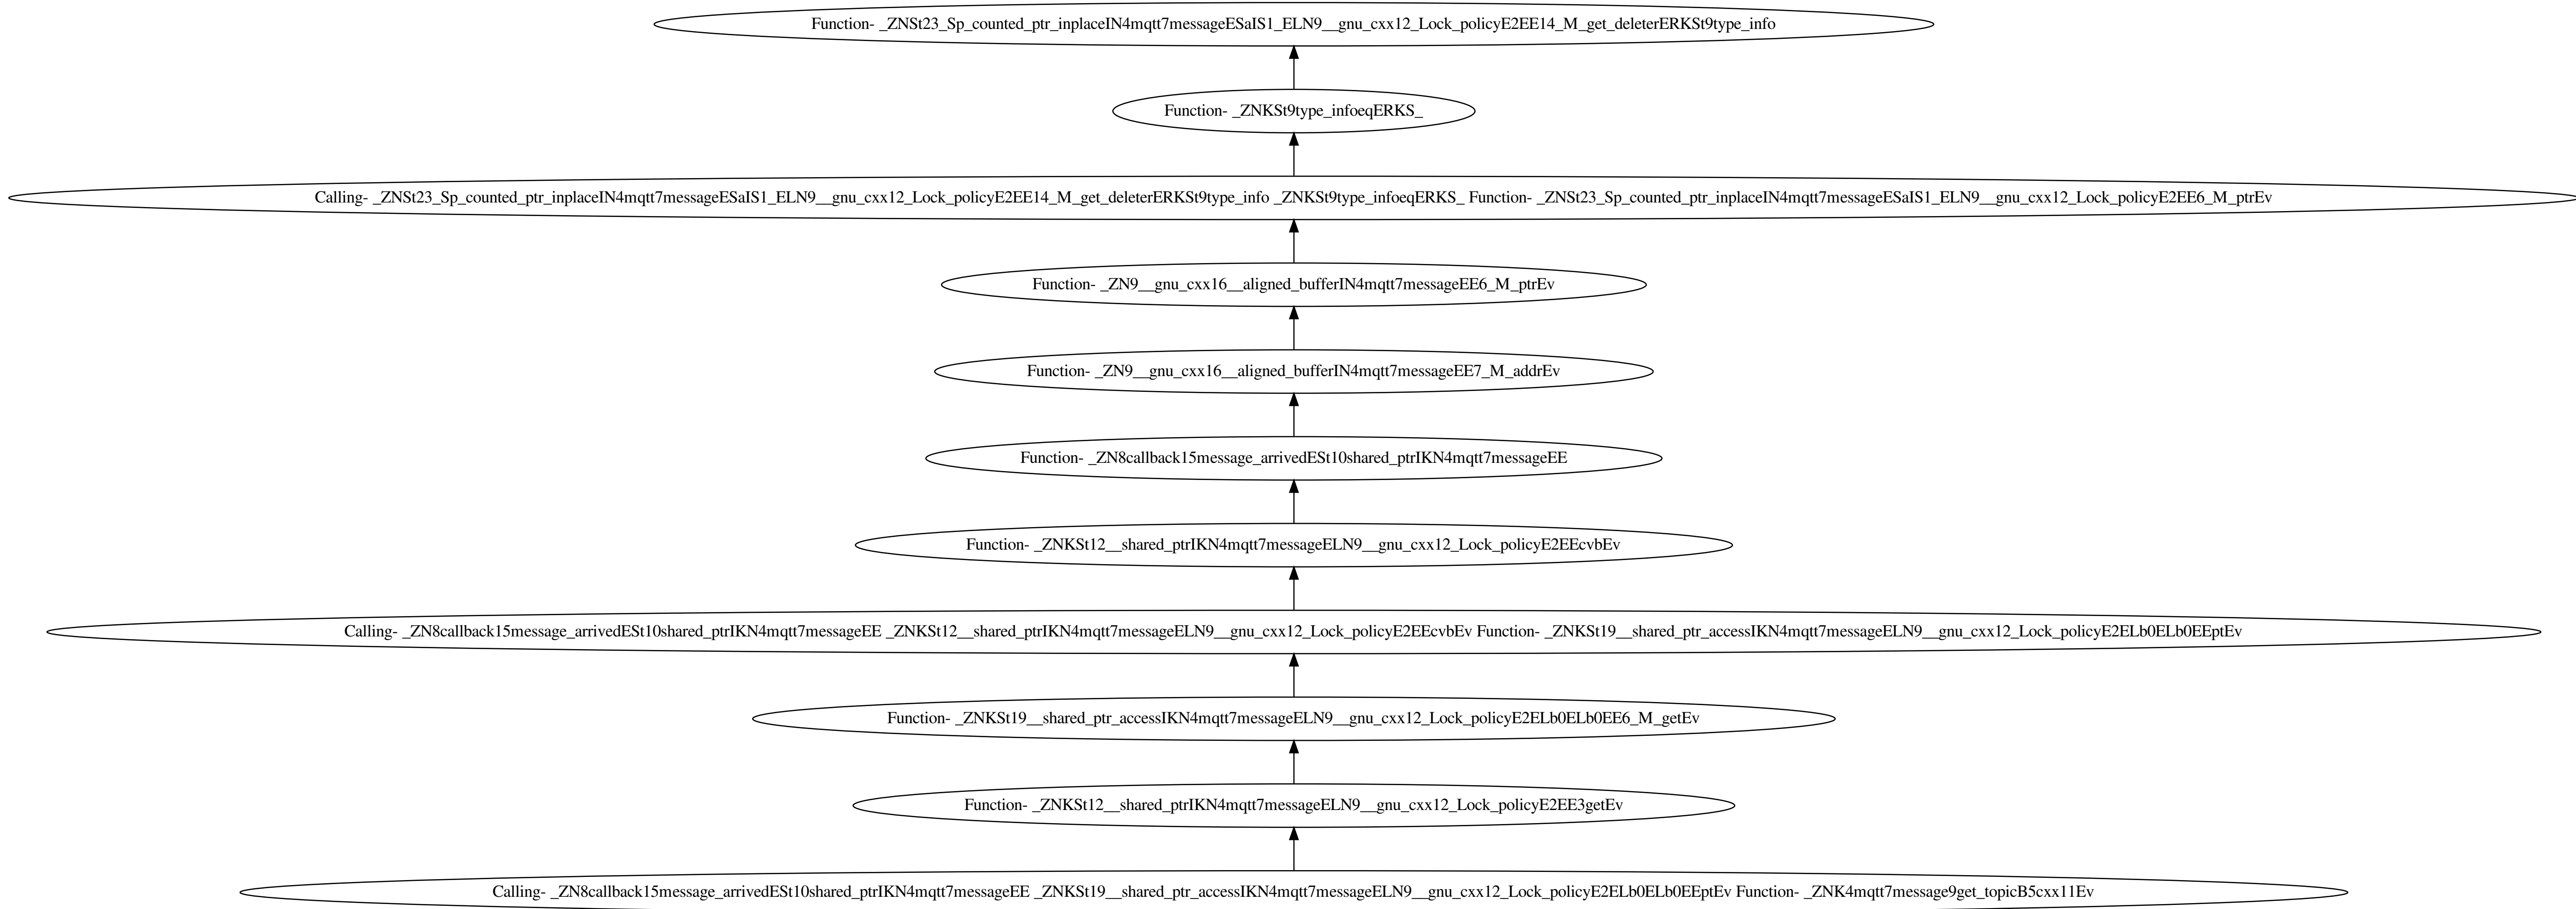 Function- _ZNSt23_Sp_counted_ptr_inplaceIN4mqtt7messageESaIS1_ELN9__gnu_cxx12_Lock_policyE2EE14_M_get_deleterERKSt9type_info
Function- _ZNKSt9type_infoeqERKS_
Calling- _ZNSt23_Sp_counted_ptr_inplaceIN4mqtt7messageESaIS1_ELN9__gnu_cxx12_Lock_policyE2EE14_M_get_deleterERKSt9type_info _ZNKSt9type_infoeqERKS_ Function- _ZNSt23_Sp_counted_ptr_inplaceIN4mqtt7messageESaIS1_ELN9__gnu_cxx12_Lock_policyE2EE6_M_ptrEv
Function- _ZN9__gnu_cxx16__aligned_bufferIN4mqtt7messageEE6_M_ptrEv
Function- _ZN9__gnu_cxx16__aligned_bufferIN4mqtt7messageEE7_M_addrEv
Function- _ZN8callback15message_arrivedESt10shared_ptrIKN4mqtt7messageEE
Function- _ZNKSt12__shared_ptrIKN4mqtt7messageELN9__gnu_cxx12_Lock_policyE2EEcvbEv
Calling- _ZN8callback15message_arrivedESt10shared_ptrIKN4mqtt7messageEE _ZNKSt12__shared_ptrIKN4mqtt7messageELN9__gnu_cxx12_Lock_policyE2EEcvbEv Function- _ZNKSt19__shared_ptr_accessIKN4mqtt7messageELN9__gnu_cxx12_Lock_policyE2ELb0ELb0EEptEv
Function- _ZNKSt19__shared_ptr_accessIKN4mqtt7messageELN9__gnu_cxx12_Lock_policyE2ELb0ELb0EE6_M_getEv
Function- _ZNKSt12__shared_ptrIKN4mqtt7messageELN9__gnu_cxx12_Lock_policyE2EE3getEv
Calling- _ZN8callback15message_arrivedESt10shared_ptrIKN4mqtt7messageEE _ZNKSt19__shared_ptr_accessIKN4mqtt7messageELN9__gnu_cxx12_Lock_policyE2ELb0ELb0EEptEv Function- _ZNK4mqtt7message9get_topicB5cxx11Ev